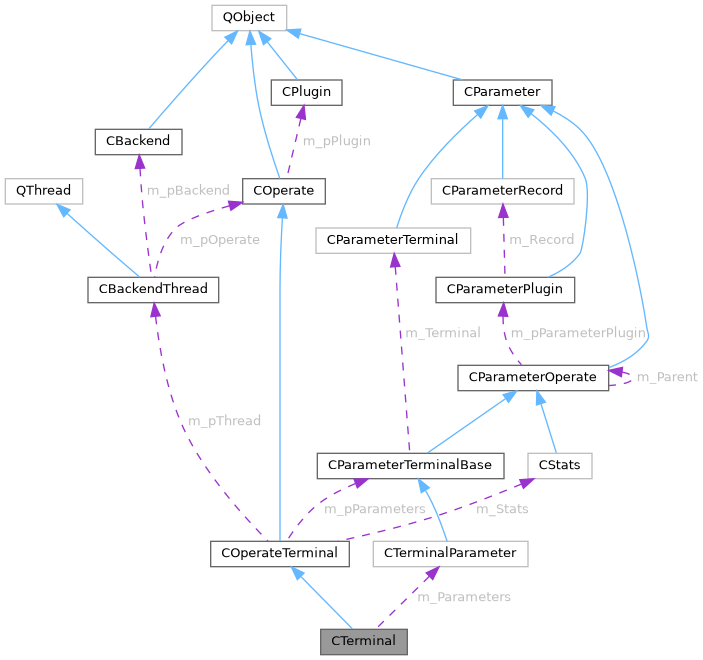 QObject
CPlugin
CParameter
CBackend
m_pPlugin
QThread
m_pBackend
COperate
CParameterRecord
m_pOperate
CParameterTerminal
m_Record
CBackendThread
CParameterPlugin
m_Terminal
m_pParameterPlugin
CParameterOperate
m_Parent
m_pThread
CParameterTerminalBase
CStats
m_pParameters
m_Stats
COperateTerminal
CTerminalParameter
m_Parameters
CTerminal